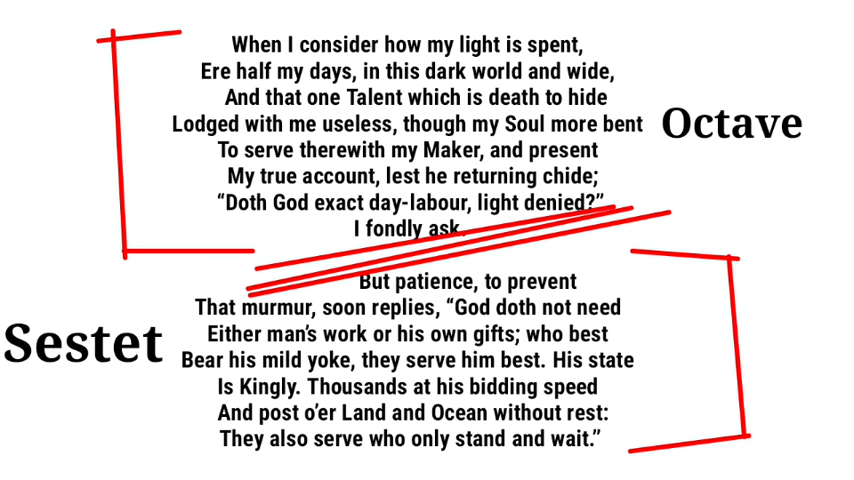 When I consider how my light is spent,
Ere half my days, in this dark world and wide,
And that one Talent which is death to hide
Lodged with me useless, though my Soul more bent
Octave
To serve therewith my Maker, and present
My true account, lest he returning chide;
“Doth God exact day-labour, light denied?”
I fondly ask.
But patience, to prevent
That murmur, soon replies, “God doth not need
Either man’s work or his own gifts; who best
Sestet
Bear his mild yoke, they serve him best. His state
Is Kingly. Thousands at his bidding speed
And post o’er Land and Ocean without rest:
They also serve who only stand and wait.”